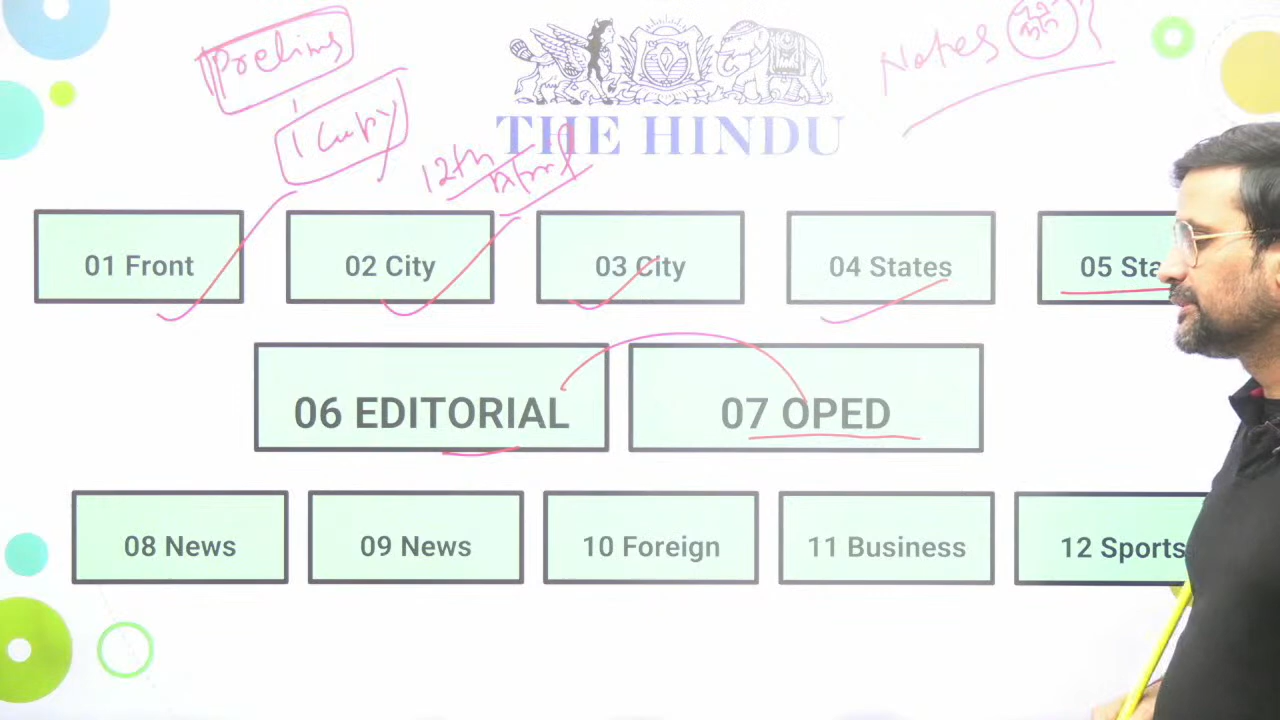 Prelims
1 Copy
Notes
THE HINDU
12th
01 Front
02 City
03 City
04 States
05 Sta
06 EDITORIAL
07 OPED
08 News
09 News
10 Foreign
11 Business
12 Sports